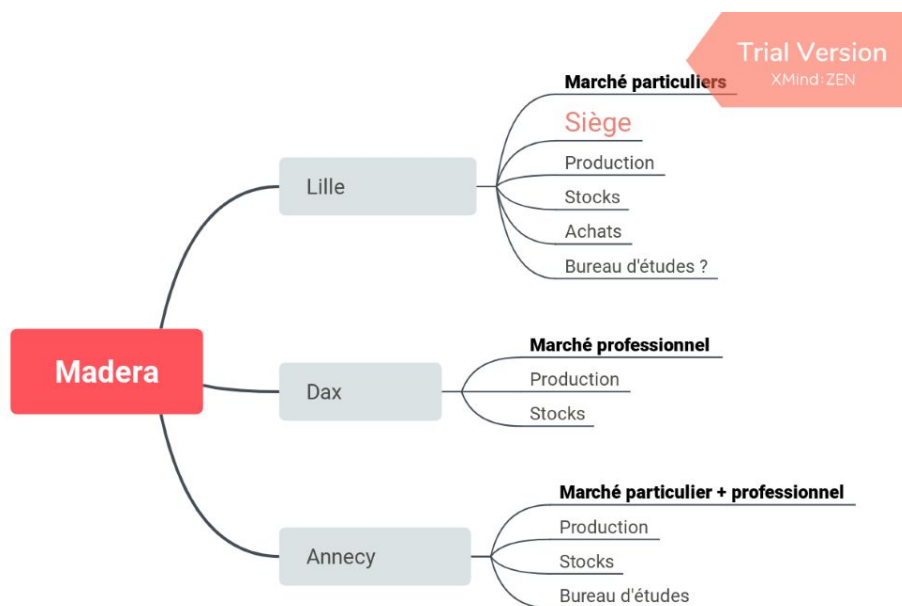 Trial Version
XMind:ZEN
Madera
Lille
Marché particuliers
Siège
Production
Stocks
Achats
Bureau d'études ?
Dax
Marché professionnel
Production
Stocks
Annecy
Marché particulier + professionnel
Production
Stocks
Bureau d'études